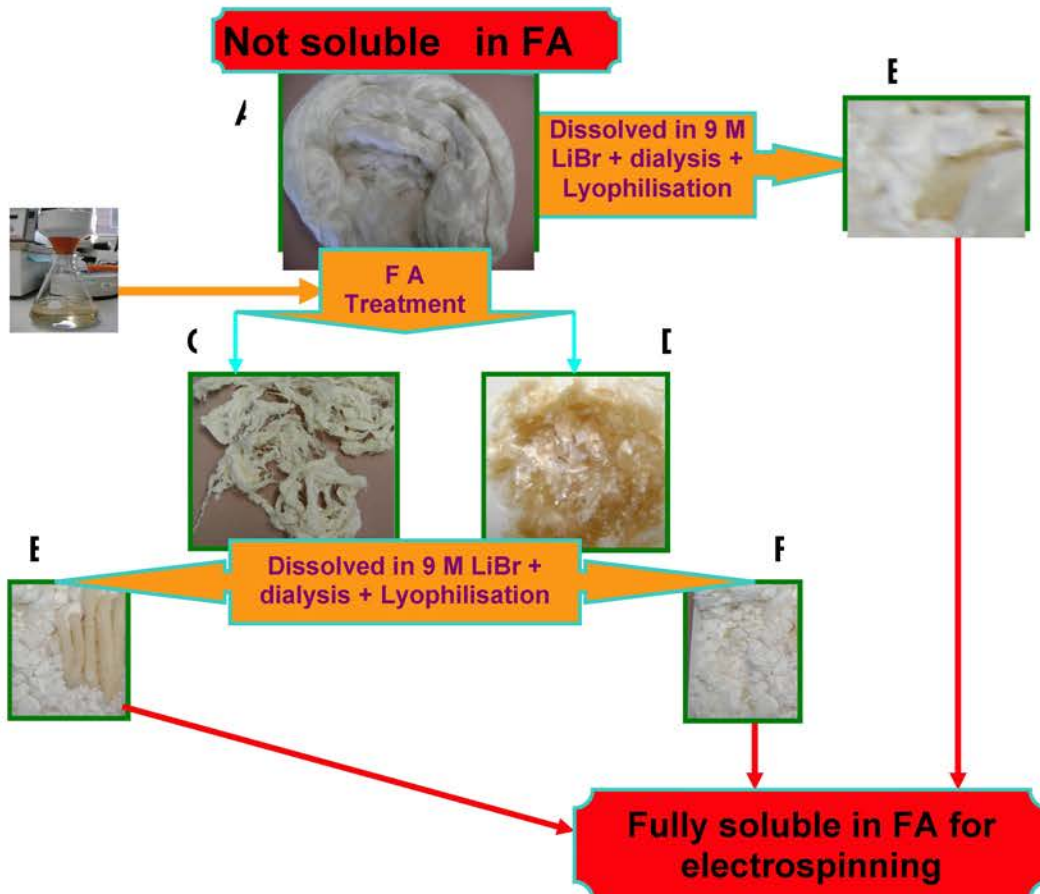 Not soluble in FA
Dissolved in 9 M
LiBr + dialysis +
Lyophilisation
F A
Treatment
Dissolved in 9 M LiBr +
dialysis + Lyophilisation
Fully soluble in FA for
electrospinning